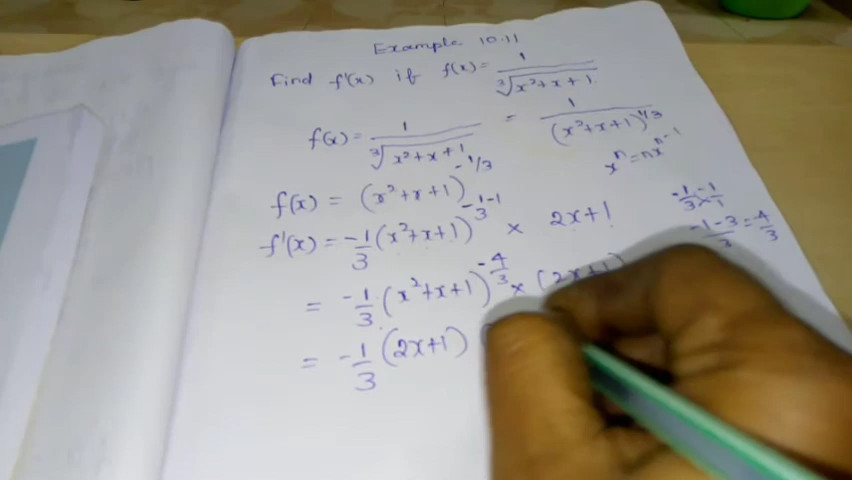 Example 10.11
Find f'(x) if f(x) = 1/∛(x²+x+1)
f(x) = 1/∛(x²+x+1) = 1/(x²+x+1)^1/3
xⁿ = nxⁿ⁻¹
f(x) = (x²+x+1)^-1/3
f'(x) = -1/3 (x²+x+1)^-1/3-1 × 2x+1
-1/3 × -1/1
-1-3/3 = 4/3
= -1/3 (x²+x+1)^-4/3 × (2x+1)
= -1/3 (2x+1) (